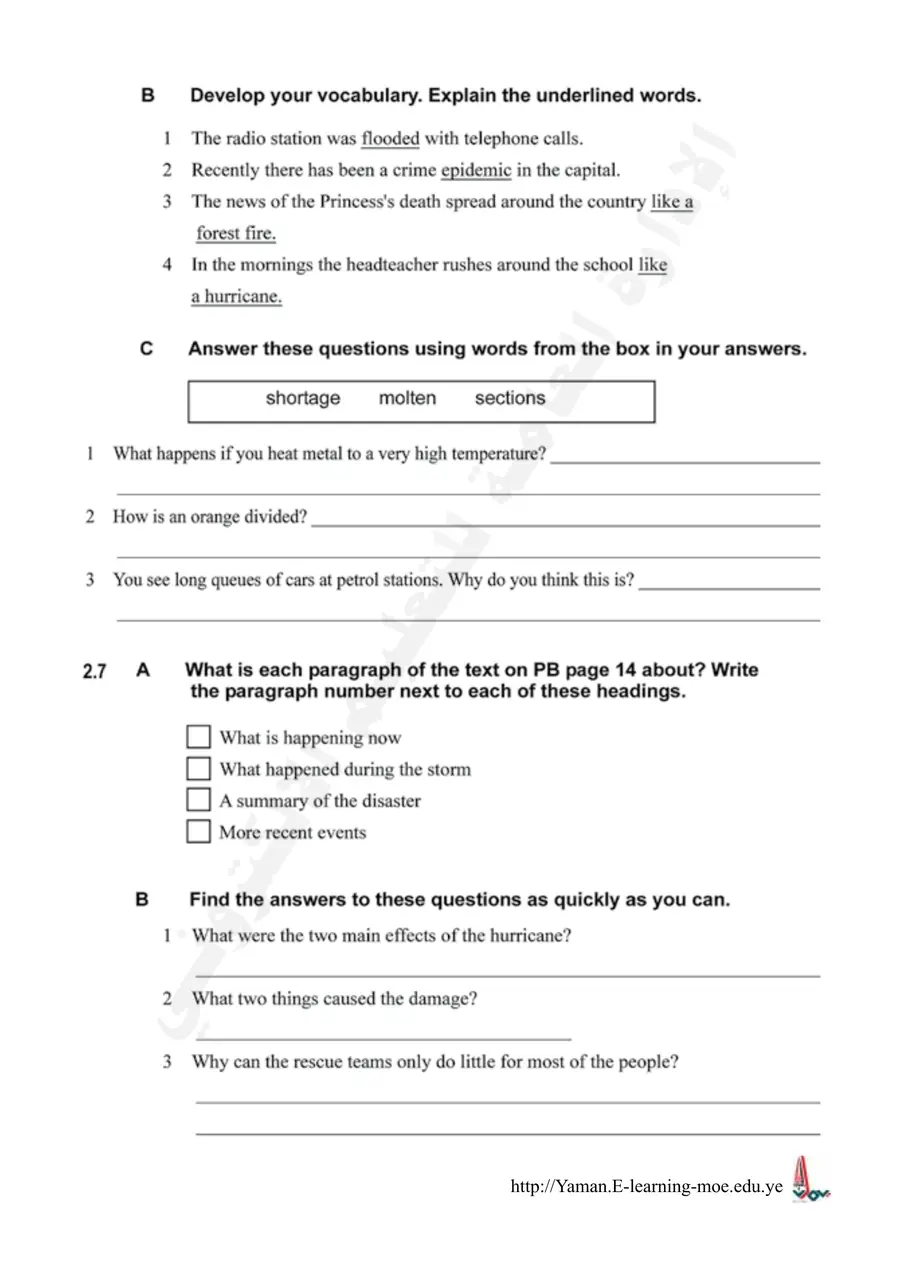 B Develop your vocabulary. Explain the underlined words.
1 The radio station was flooded with telephone calls.
2 Recently there has been a crime epidemic in the capital.
3 The news of the Princess's death spread around the country like a
forest fire.
4 In the mornings the headteacher rushes around the school like
a hurricane.
C Answer these questions using words from the box in your answers.
shortage molten sections
1 What happens if you heat metal to a very high temperature?
2 How is an orange divided?
3 You see long queues of cars at petrol stations. Why do you think this is?
2.7 A What is each paragraph of the text on PB page 14 about? Write
the paragraph number next to each of these headings.
What is happening now
What happened during the storm
A summary of the disaster
More recent events
B Find the answers to these questions as quickly as you can.
1 What were the two main effects of the hurricane?
2 What two things caused the damage?
3 Why can the rescue teams only do little for most of the people?
http://Yaman.E-learning-moe.edu.ye
الإدارة العامة للتعليم الإلكتروني